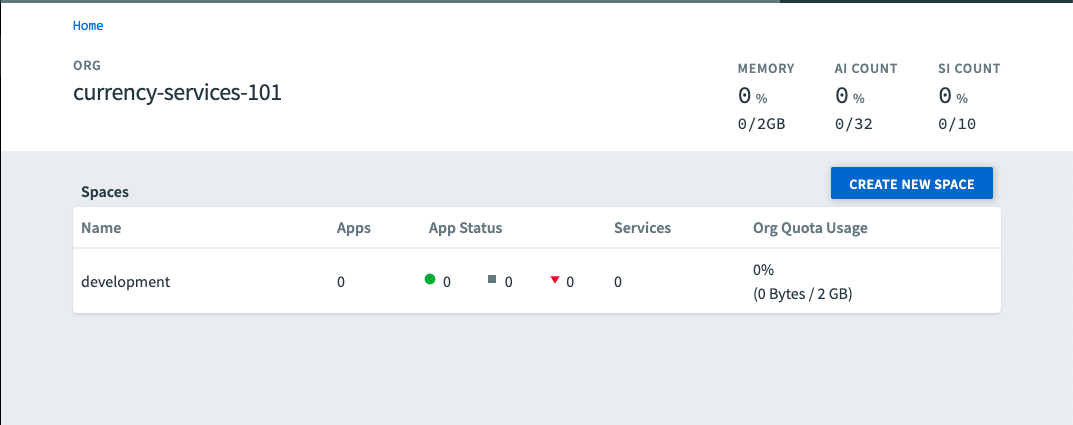 Home
ORG
currency-services-101
MEMORY AI COUNT SI COUNT
0 % 0 % 0 %
0/2GB 0/32 0/10
CREATE NEW SPACE
Spaces
Name Apps App Status Services Org Quota Usage
development 0 0 0 0 0 0%
(0 Bytes / 2 GB)